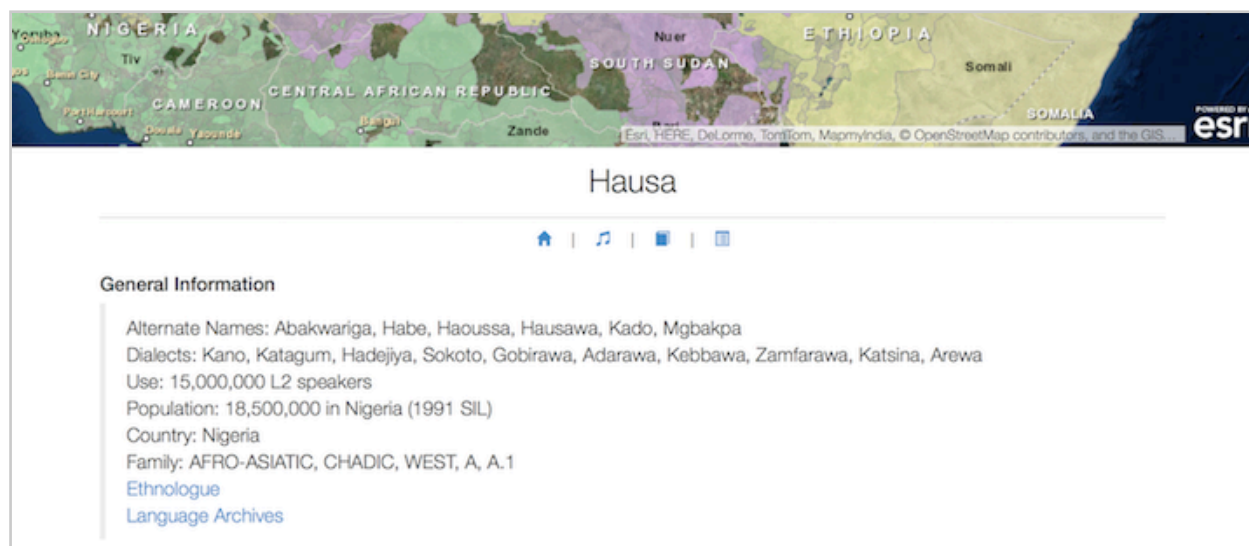 NIGERIA
ETHIOPIA
Yoruba
Nuer
Tiv
SOUTH SUDAN
Somali
Benin City
CENTRAL AFRICAN REPUBLIC
CAMEROON
Port Harcourt
SOMALIA
POWERED BY
esri
Bangui
Douala
Yaounde
Zande
Esri, HERE, DeLorme, TomTom, MapmyIndia, © OpenStreetMap contributors, and the GIS...
Hausa
| | |
General Information
Alternate Names: Abakwariga, Habe, Haoussa, Hausawa, Kado, Mgbakpa
Dialects: Kano, Katagum, Hadejiya, Sokoto, Gobirawa, Adarawa, Kebbawa, Zamfarawa, Katsina, Arewa
Use: 15,000,000 L2 speakers
Population: 18,500,000 in Nigeria (1991 SIL)
Country: Nigeria
Family: AFRO-ASIATIC, CHADIC, WEST, A, A.1
Ethnologue
Language Archives